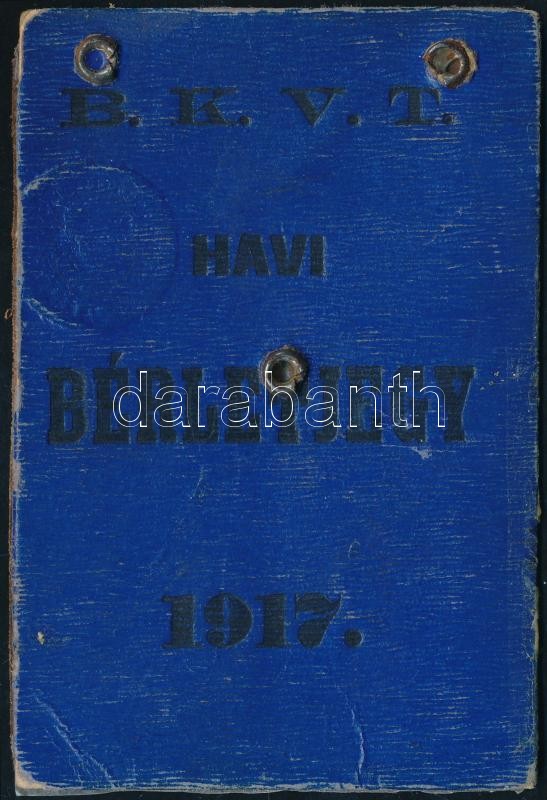 B. K. V. T.
HAVI
BÉRLETJEGY
darabanth
1917.